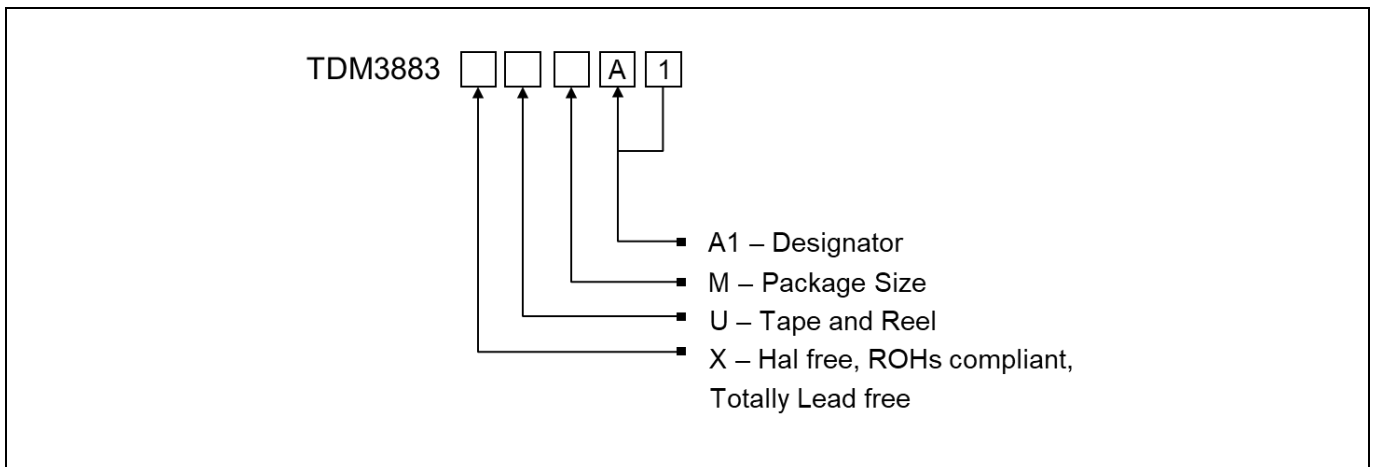 TDM3883 A 1
A1 – Designator
M – Package Size
U – Tape and Reel
X – Hal free, ROHs compliant,
Totally Lead free